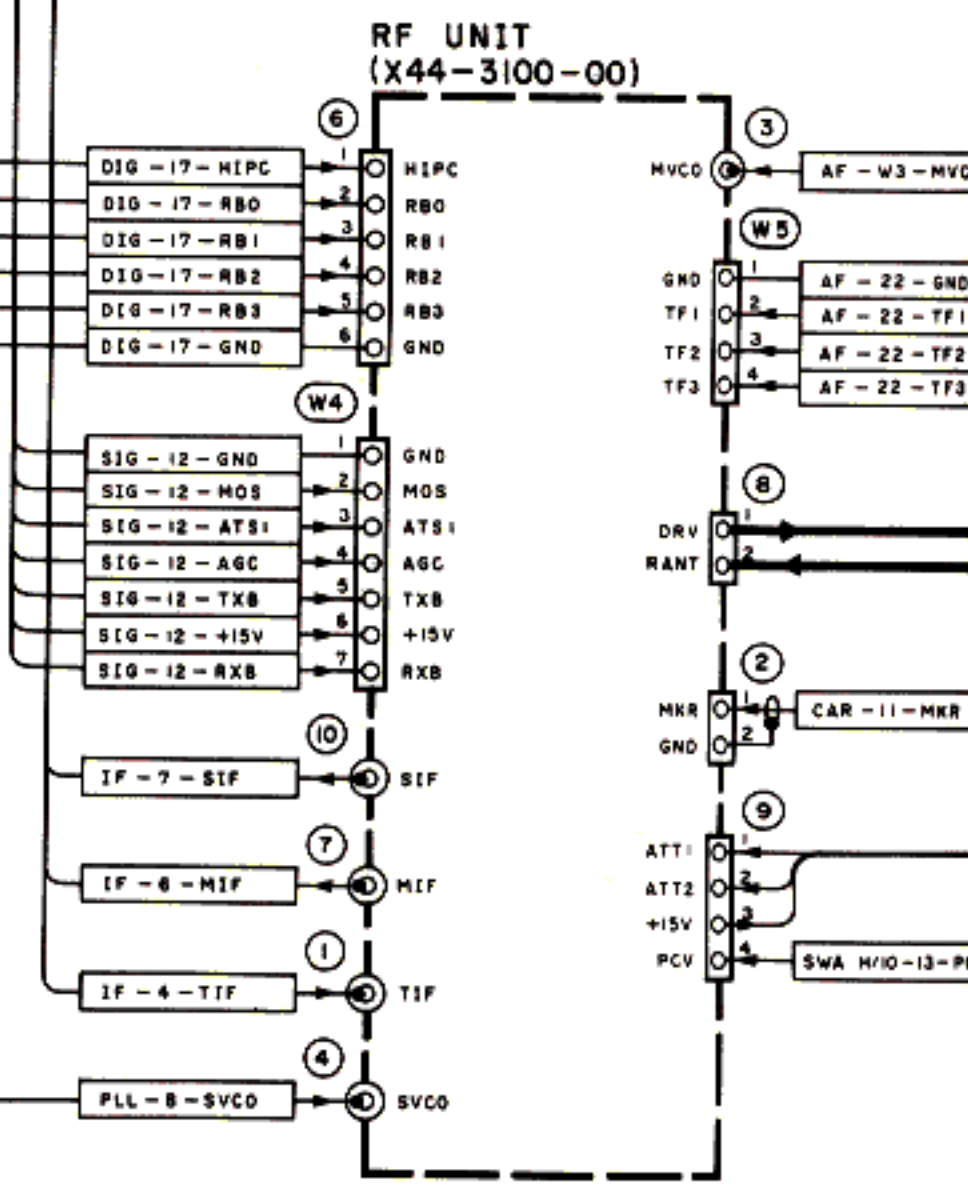 RF UNIT
(X44-3100-00)
6
DIG-17-HIPC 1 HIPC
DIG-17-RB0 2 RB0
DIG-17-RB1 3 RB1
DIG-17-RB2 4 RB2
DIG-17-RB3 5 RB3
DIG-17-GND 6 GND
W4
SIG-12-GND 1 GND
SIG-12-MOS 2 MOS
SIG-12-ATS1 3 ATS1
SIG-12-AGC 4 AGC
SIG-12-TXB 5 TXB
SIG-12-+15V 6 +15V
SIG-12-RXB 7 RXB
10
IF-7-SIF SIF
7
IF-6-MIF MIF
1
IF-4-TIF TIF
4
PLL-8-SVCO SVCO
3
MVCO AF-W3-MVC
W5
GND 1 AF-22-GND
TF1 2 AF-22-TF1
TF2 3 AF-22-TF2
TF3 4 AF-22-TF3
8
DRV 1
RANT 2
2
MKR 1 CAR-11-MKR
GND 2
9
ATT1 1
ATT2 2
+15V 3
PCV 4 SWA H/10-13-P